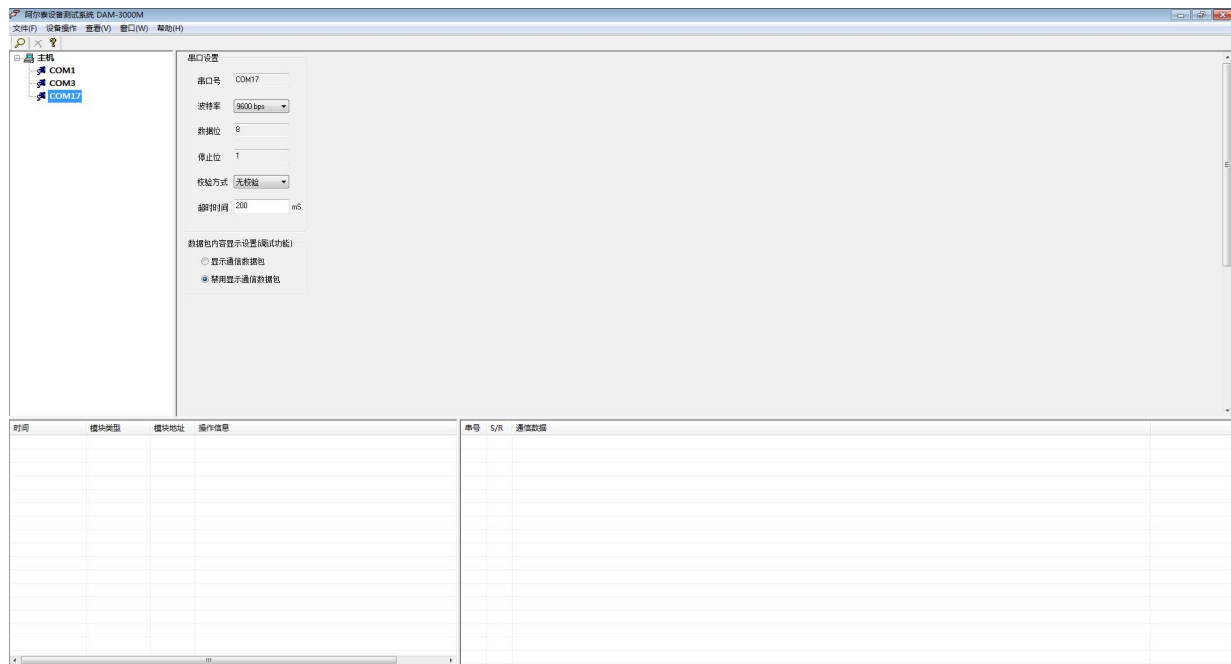 阿尔泰设备测试系统 DAM-3000M
文件(F) 设备操作 查看(V) 窗口(W) 帮助(H)
主机
COM1
COM3
COM17
串口设置
串口号 COM17
波特率 9600 bps
数据位 8
停止位 1
校验方式 无校验
超时时间 200 mS
数据包内容显示设置(调试功能)
显示通信数据包
禁用显示通信数据包
时间 模块类型 模块地址 操作信息
串号 S/R 通信数据